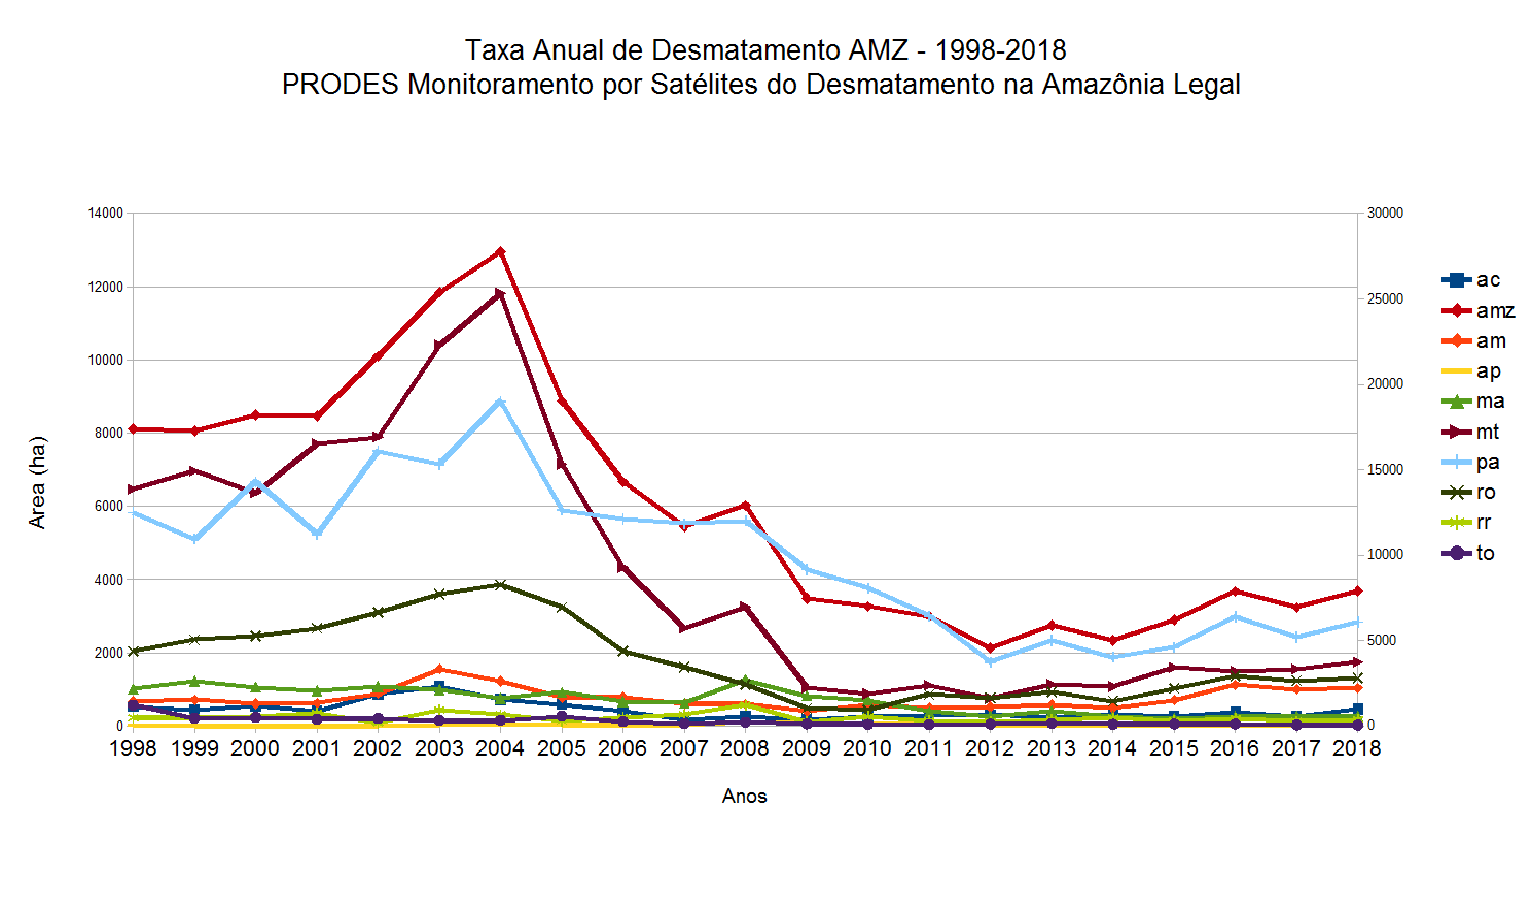 Taxa Anual de Desmatamento AMZ - 1998-2018
PRODES Monitoramento por Satélites do Desmatamento na Amazônia Legal
14000
12000
10000
8000
6000
4000
2000
0
Area (ha)
30000
25000
20000
15000
10000
5000
0
1998 1999 2000 2001 2002 2003 2004 2005 2006 2007 2008 2009 2010 2011 2012 2013 2014 2015 2016 2017 2018
Anos
ac
amz
am
ap
ma
mt
pa
ro
rr
to